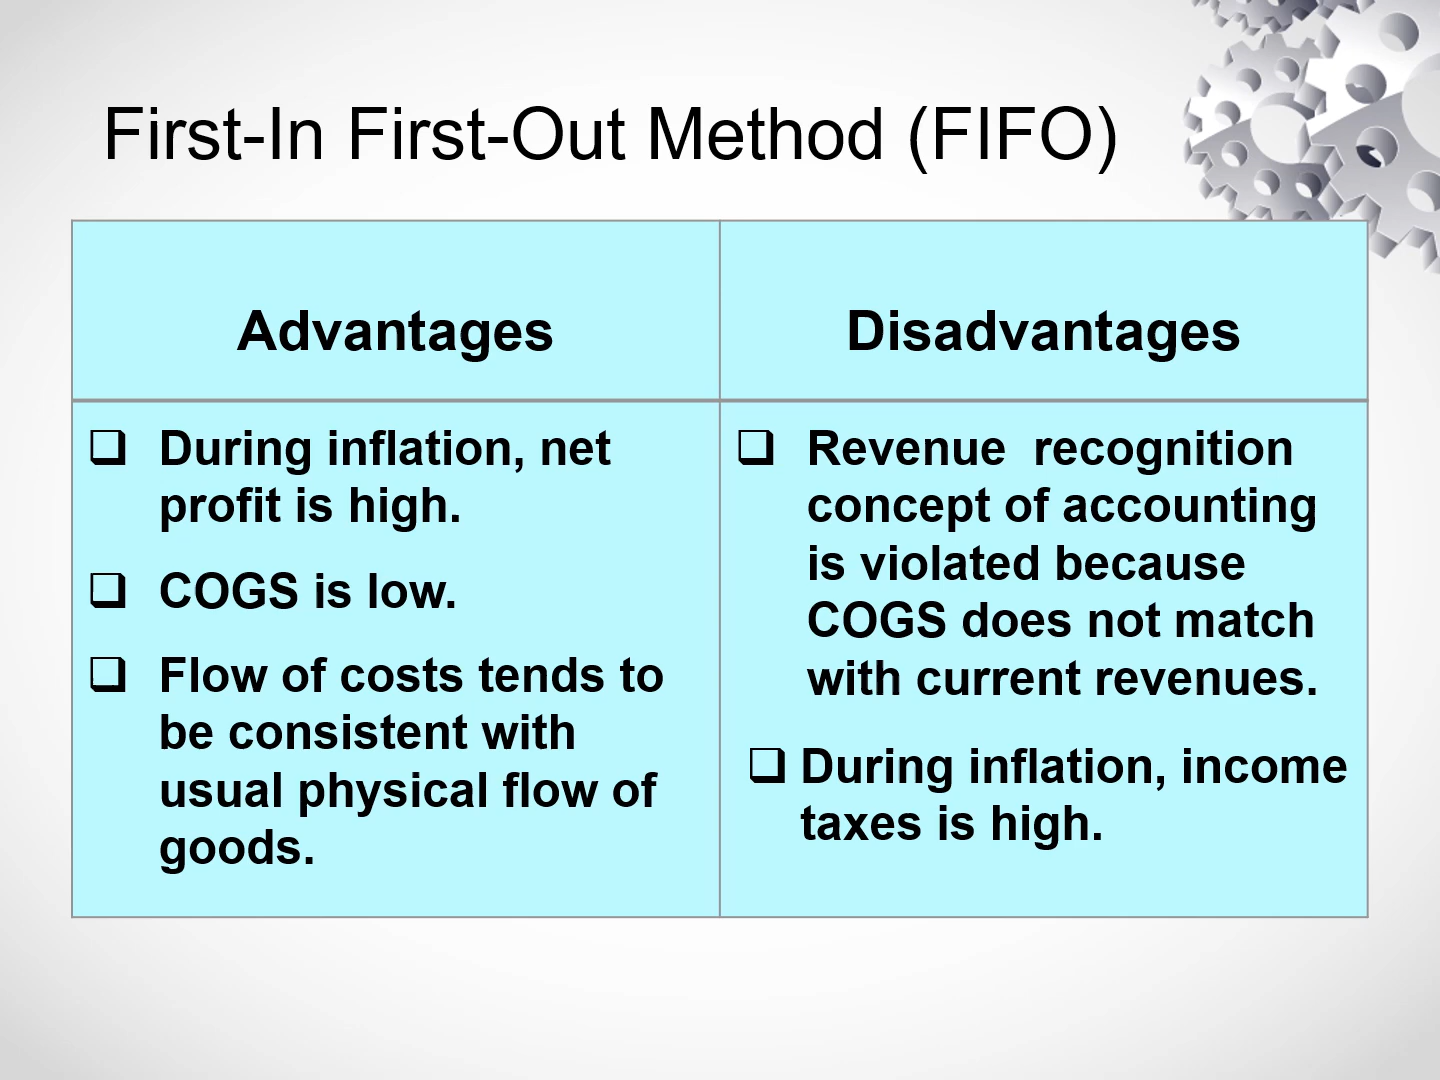 First-In First-Out Method (FIFO)
Advantages
Disadvantages
❑ During inflation, net
profit is high.
❑ COGS is low.
❑ Flow of costs tends to
be consistent with
usual physical flow of
goods.
❑ Revenue  recognition
concept of accounting
is violated because
COGS does not match
with current revenues.
❑ During inflation, income
taxes is high.